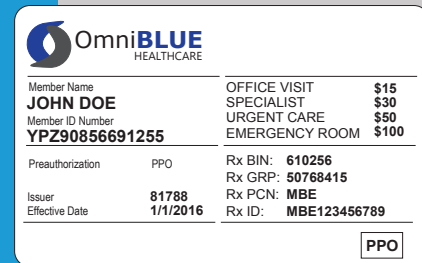 OmniBLUE
HEALTHCARE
Member Name
JOHN DOE
Member ID Number
YPZ90856691255
OFFICE VISIT $15
SPECIALIST $30
URGENT CARE $50
EMERGENCY ROOM $100
Preauthorization PPO
Issuer 81788
Effective Date 1/1/2016
Rx BIN: 610256
Rx GRP: 50768415
Rx PCN: MBE
Rx ID: MBE123456789
PPO